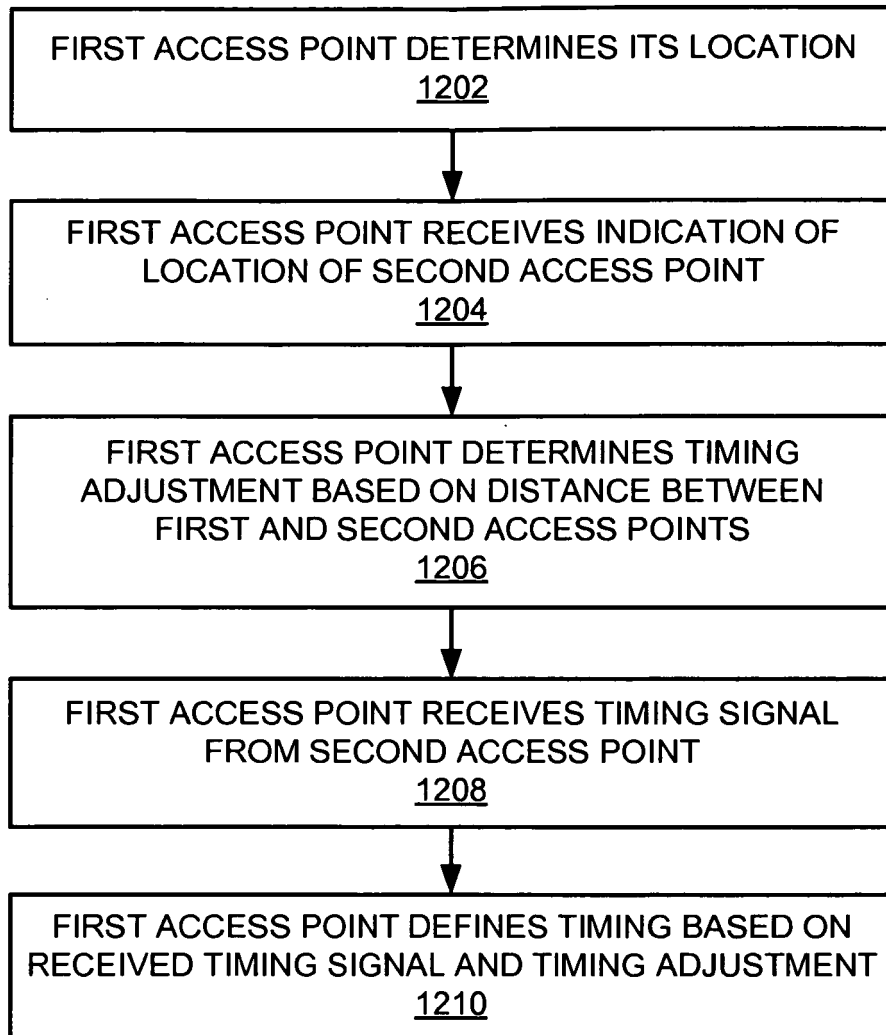 FIRST ACCESS POINT DETERMINES ITS LOCATION
1202
FIRST ACCESS POINT RECEIVES INDICATION OF
LOCATION OF SECOND ACCESS POINT
1204
FIRST ACCESS POINT DETERMINES TIMING
ADJUSTMENT BASED ON DISTANCE BETWEEN
FIRST AND SECOND ACCESS POINTS
1206
FIRST ACCESS POINT RECEIVES TIMING SIGNAL
FROM SECOND ACCESS POINT
1208
FIRST ACCESS POINT DEFINES TIMING BASED ON
RECEIVED TIMING SIGNAL AND TIMING ADJUSTMENT
1210